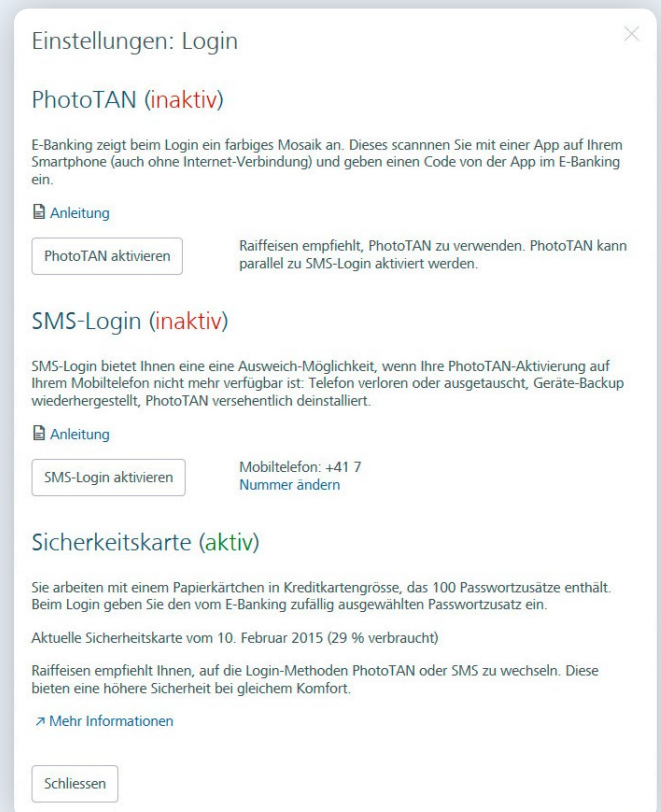 Einstellungen: Login
PhotoTAN (inaktiv)
E-Banking zeigt beim Login ein farbiges Mosaik an. Dieses scannnen Sie mit einer App auf Ihrem
Smartphone (auch ohne Internet-Verbindung) und geben einen Code von der App im E-Banking
ein.
Anleitung
PhotoTAN aktivieren
Raiffeisen empfiehlt, PhotoTAN zu verwenden. PhotoTAN kann
parallel zu SMS-Login aktiviert werden.
SMS-Login (inaktiv)
SMS-Login bietet Ihnen eine eine Ausweich-Möglichkeit, wenn Ihre PhotoTAN-Aktivierung auf
Ihrem Mobiltelefon nicht mehr verfügbar ist: Telefon verloren oder ausgetauscht, Geräte-Backup
wiederhergestellt, PhotoTAN versehentlich deinstalliert.
Anleitung
SMS-Login aktivieren
Mobiltelefon: +41 7
Nummer ändern
Sicherkeitskarte (aktiv)
Sie arbeiten mit einem Papierkärtchen in Kreditkartengrösse, das 100 Passwortzusätze enthält.
Beim Login geben Sie den vom E-Banking zufällig ausgewählten Passwortzusatz ein.
Aktuelle Sicherheitskarte vom 10. Februar 2015 (29 % verbraucht)
Raiffeisen empfiehlt Ihnen, auf die Login-Methoden PhotoTAN oder SMS zu wechseln. Diese
bieten eine höhere Sicherheit bei gleichem Komfort.
Mehr Informationen
Schliessen